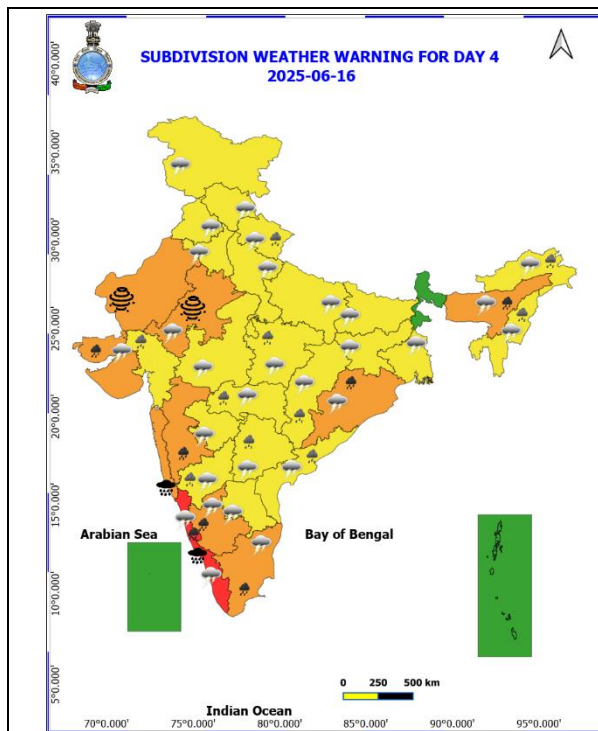 SUBDIVISION WEATHER WARNING FOR DAY 4
2025-06-16
40°0.000'
35°0.000'
30°0.000'
25°0.000'
20°0.000'
15°0.000'
10°0.000'
5°0.000'
Arabian Sea
Bay of Bengal
0 250 500 km
Indian Ocean
70°0.000' 75°0.000' 80°0.000' 85°0.000' 90°0.000' 95°0.000'